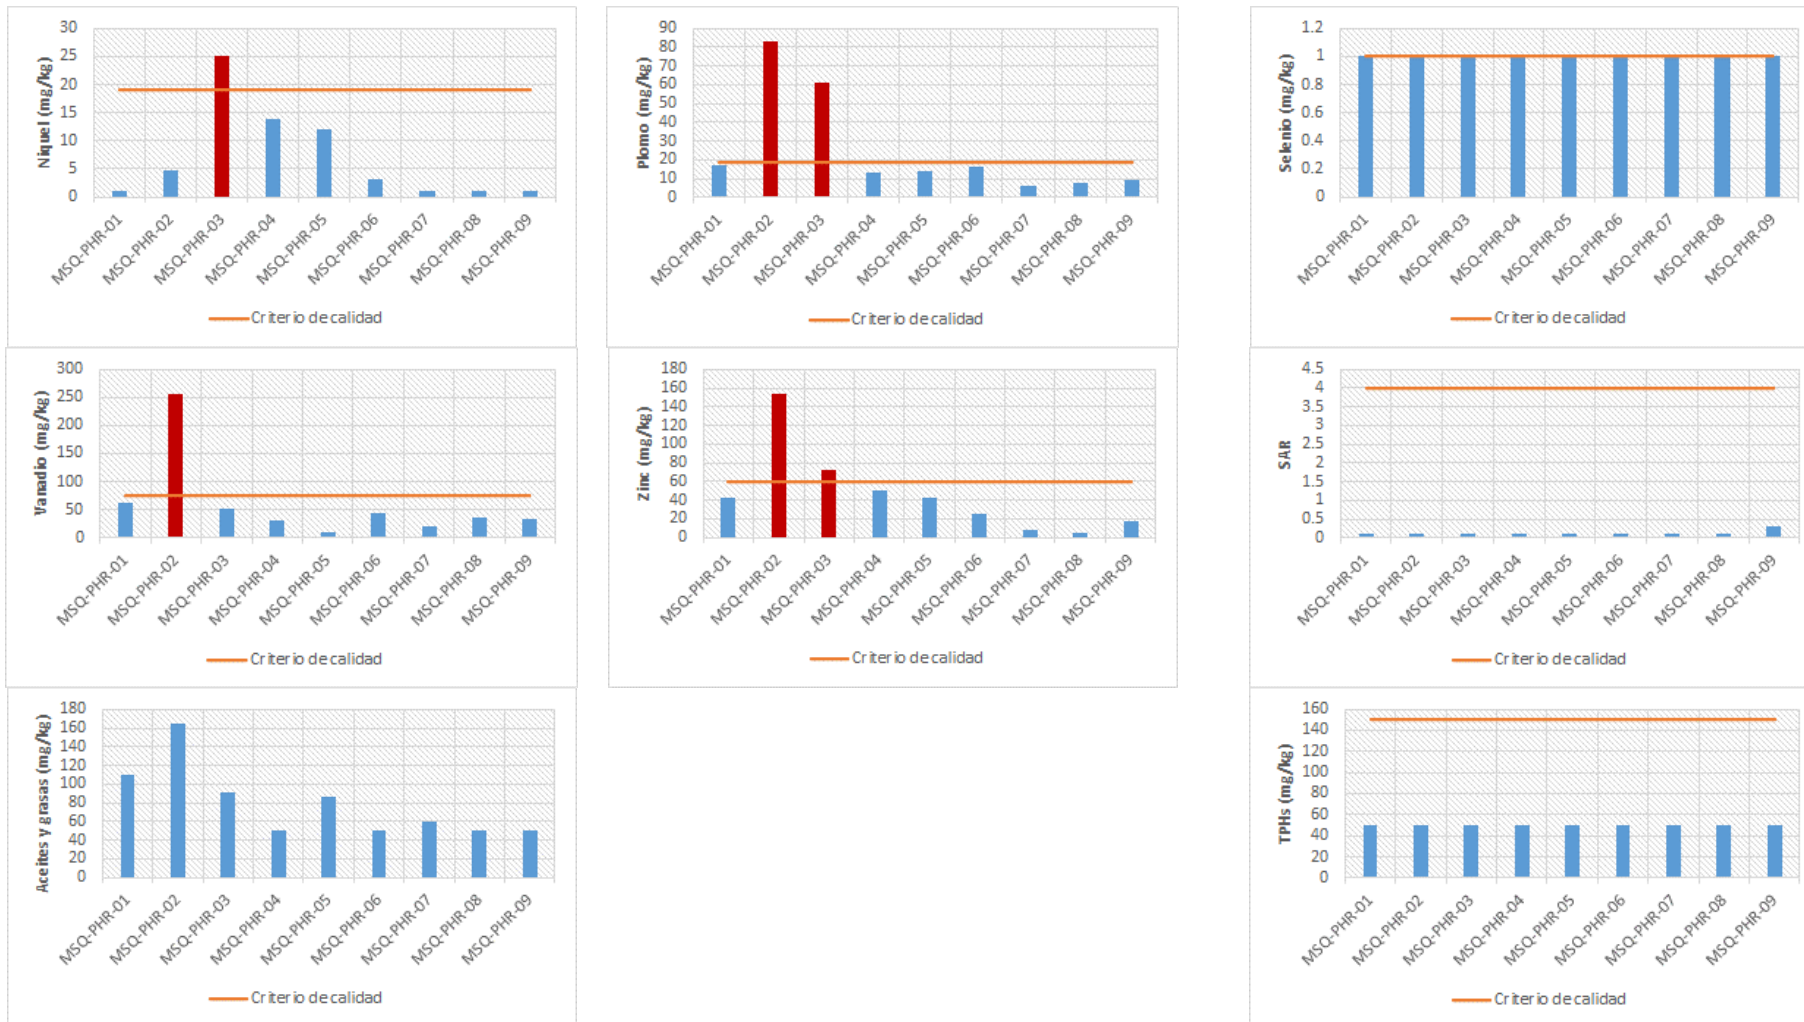 Niquel (mg/kg)
30
25
20
15
10
5
0
MSQ-PHR-01
MSQ-PHR-02
MSQ-PHR-03
MSQ-PHR-04
MSQ-PHR-05
MSQ-PHR-06
MSQ-PHR-07
MSQ-PHR-08
MSQ-PHR-09
Criterio de calidad
Plomo (mg/kg)
90
80
70
60
50
40
30
20
10
0
MSQ-PHR-01
MSQ-PHR-02
MSQ-PHR-03
MSQ-PHR-04
MSQ-PHR-05
MSQ-PHR-06
MSQ-PHR-07
MSQ-PHR-08
MSQ-PHR-09
Criterio de calidad
Selenio (mg/kg)
1.2
1
0.8
0.6
0.4
0.2
0
MSQ-PHR-01
MSQ-PHR-02
MSQ-PHR-03
MSQ-PHR-04
MSQ-PHR-05
MSQ-PHR-06
MSQ-PHR-07
MSQ-PHR-08
MSQ-PHR-09
Criterio de calidad
Vanadio (mg/kg)
300
250
200
150
100
50
0
MSQ-PHR-01
MSQ-PHR-02
MSQ-PHR-03
MSQ-PHR-04
MSQ-PHR-05
MSQ-PHR-06
MSQ-PHR-07
MSQ-PHR-08
MSQ-PHR-09
Criterio de calidad
Zinc (mg/kg)
180
160
140
120
100
80
60
40
20
0
MSQ-PHR-01
MSQ-PHR-02
MSQ-PHR-03
MSQ-PHR-04
MSQ-PHR-05
MSQ-PHR-06
MSQ-PHR-07
MSQ-PHR-08
MSQ-PHR-09
Criterio de calidad
SAR
4.5
4
3.5
3
2.5
2
1.5
1
0.5
0
MSQ-PHR-01
MSQ-PHR-02
MSQ-PHR-03
MSQ-PHR-04
MSQ-PHR-05
MSQ-PHR-06
MSQ-PHR-07
MSQ-PHR-08
MSQ-PHR-09
Criterio de calidad
Aceites y grasas (mg/kg)
180
160
140
120
100
80
60
40
20
0
MSQ-PHR-01
MSQ-PHR-02
MSQ-PHR-03
MSQ-PHR-04
MSQ-PHR-05
MSQ-PHR-06
MSQ-PHR-07
MSQ-PHR-08
MSQ-PHR-09
Criterio de calidad
TPHs (mg/kg)
160
140
120
100
80
60
40
20
0
MSQ-PHR-01
MSQ-PHR-02
MSQ-PHR-03
MSQ-PHR-04
MSQ-PHR-05
MSQ-PHR-06
MSQ-PHR-07
MSQ-PHR-08
MSQ-PHR-09
Criterio de calidad